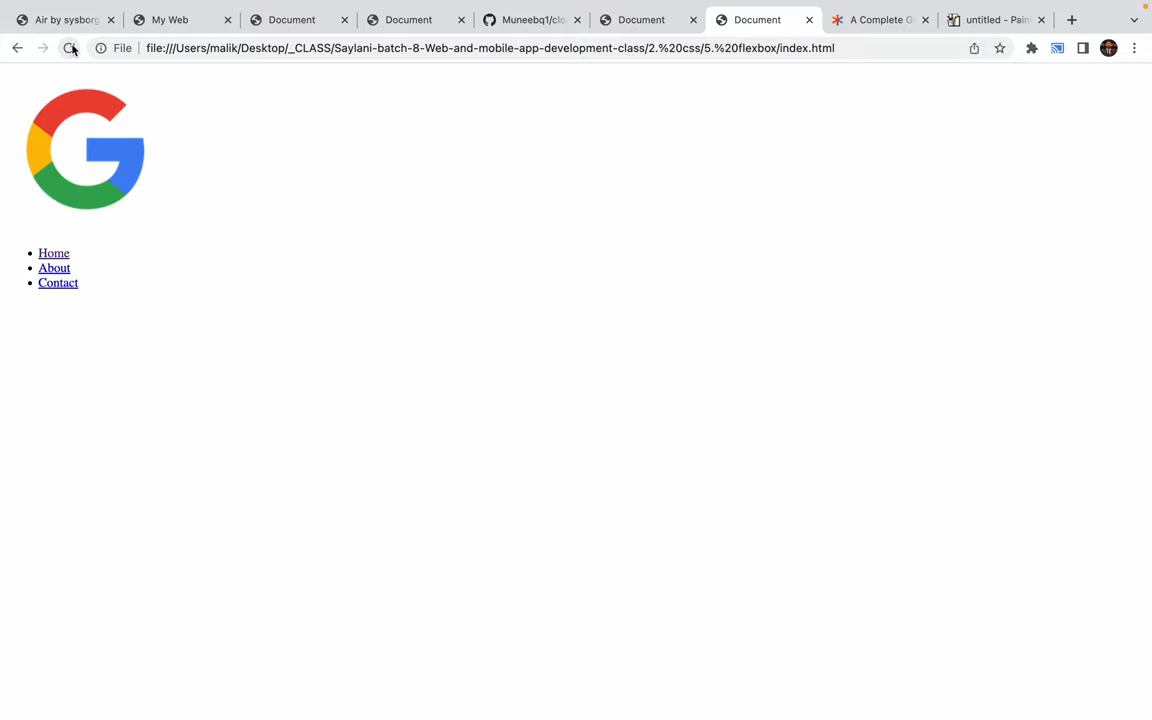 Air by sysborg
My Web
Document
Document
Muneebq1/clo
Document
Document
A Complete G
untitled - Pain
File
file:///Users/malik/Desktop/_CLASS/Saylani-batch-8-Web-and-mobile-app-development-class/2.%20css/5.%20flexbox/index.html
G
Home
About
Contact